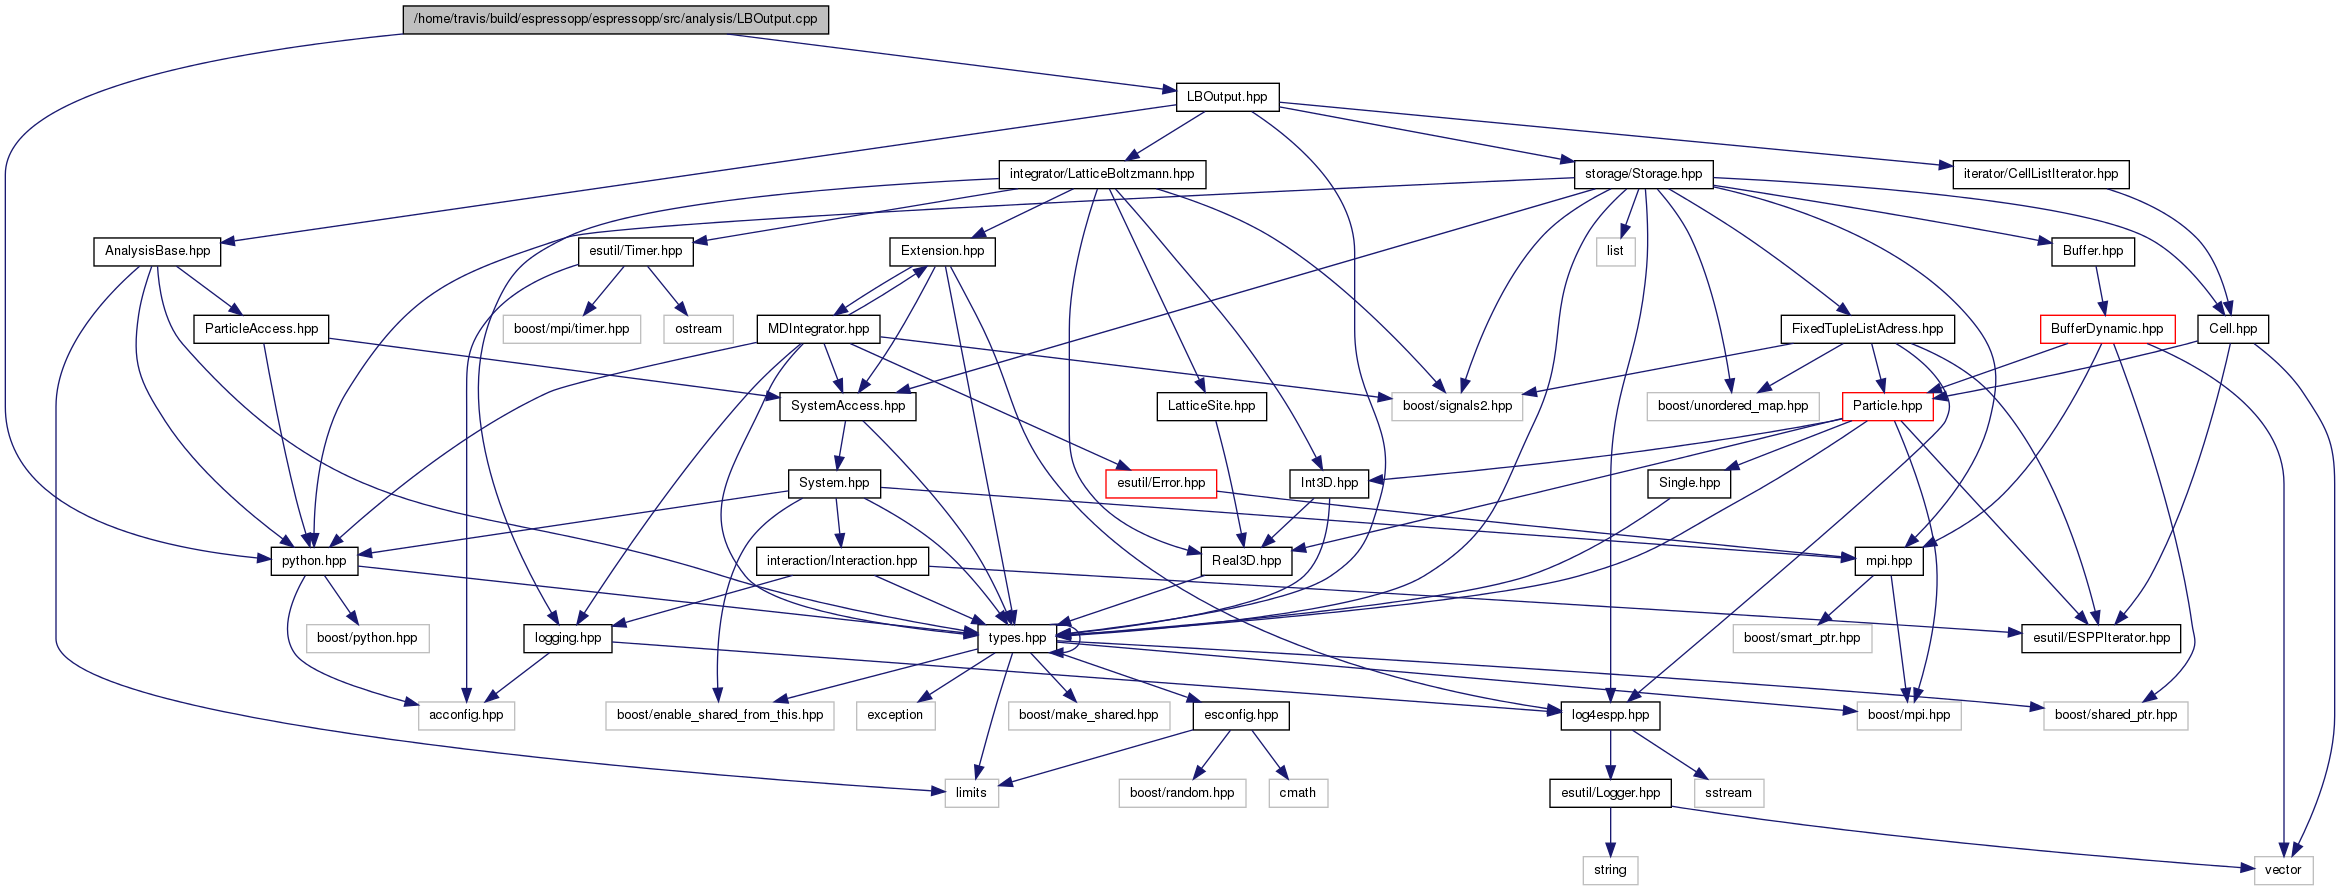 /home/travis/build/espressopp/espressopp/src/analysis/LBOutput.cpp
LBOutput.hpp
integrator/LatticeBoltzmann.hpp
storage/Storage.hpp
iterator/CellListIterator.hpp
AnalysisBase.hpp
esutil/Timer.hpp
Extension.hpp
list
Buffer.hpp
ParticleAccess.hpp
boost/mpi/timer.hpp
ostream
MDIntegrator.hpp
FixedTupleListAdress.hpp
BufferDynamic.hpp
Cell.hpp
SystemAccess.hpp
LatticeSite.hpp
boost/signals2.hpp
boost/unordered_map.hpp
Particle.hpp
System.hpp
esutil/Error.hpp
Int3D.hpp
Single.hpp
python.hpp
interaction/Interaction.hpp
Real3D.hpp
mpi.hpp
boost/python.hpp
logging.hpp
types.hpp
boost/smart_ptr.hpp
esutil/ESPPIterator.hpp
acconfig.hpp
boost/enable_shared_from_this.hpp
exception
boost/make_shared.hpp
esconfig.hpp
log4espp.hpp
boost/mpi.hpp
boost/shared_ptr.hpp
limits
boost/random.hpp
cmath
esutil/Logger.hpp
sstream
string
vector